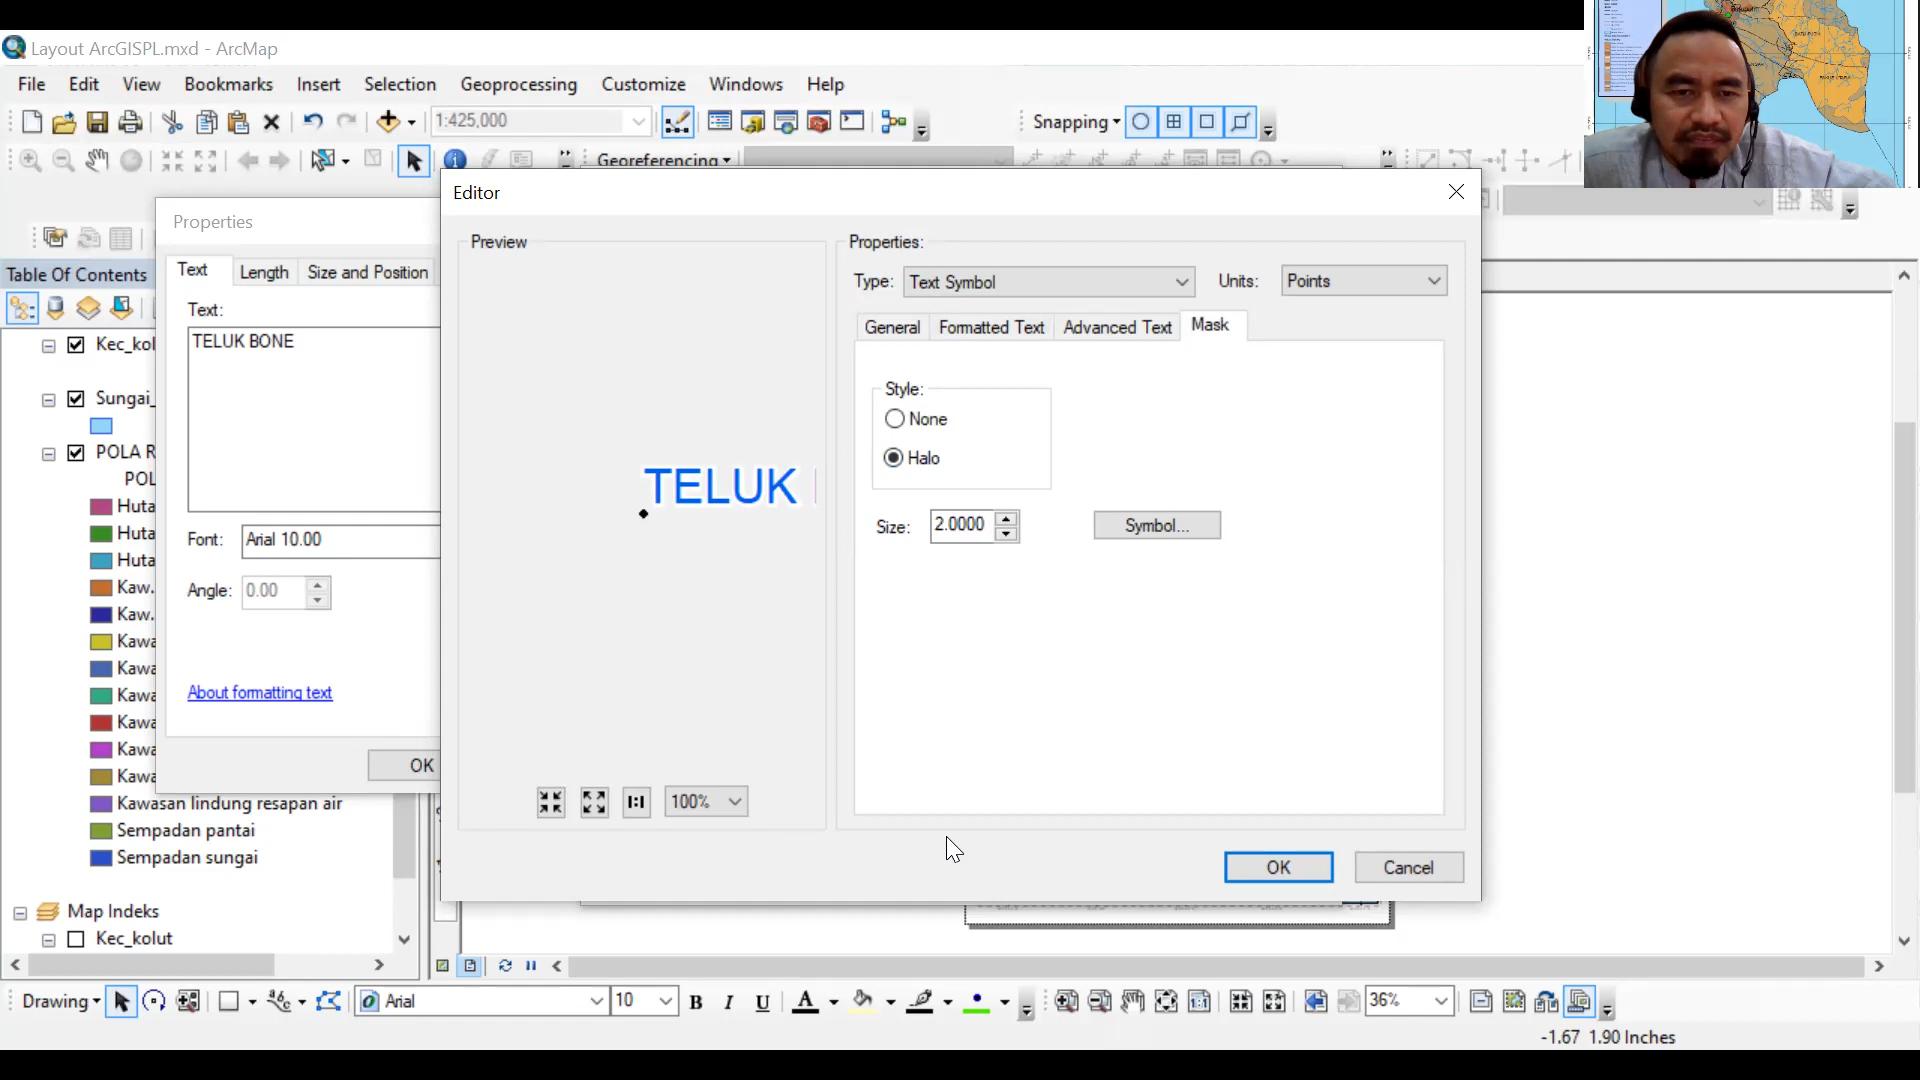 Layout ArcGISPL.mxd - ArcMap
File Edit View Bookmarks Insert Selection Geoprocessing Customize Windows Help
1:425,000
Snapping
Georeferencing
Properties
Editor
Table Of Contents
Text Length Size and Position
Text:
TELUK BONE
Font: Arial 10.00
Angle: 0.00
About formatting text
OK
Preview
TELUK
100%
Properties:
Type: Text Symbol Units: Points
General Formatted Text Advanced Text Mask
Style:
None
Halo
Size: 2.0000 Symbol...
OK Cancel
Kec_kol
Sungai_
POLA R
POL
Huta
Huta
Huta
Kaw.
Kaw.
Kawa
Kawa
Kawa
Kawa
Kawa
Kawa
Kawasan lindung resapan air
Sempadan pantai
Sempadan sungai
Map Indeks
Kec_kolut
Drawing Arial 10 B I U A 36%
-1.67 1.90 Inches